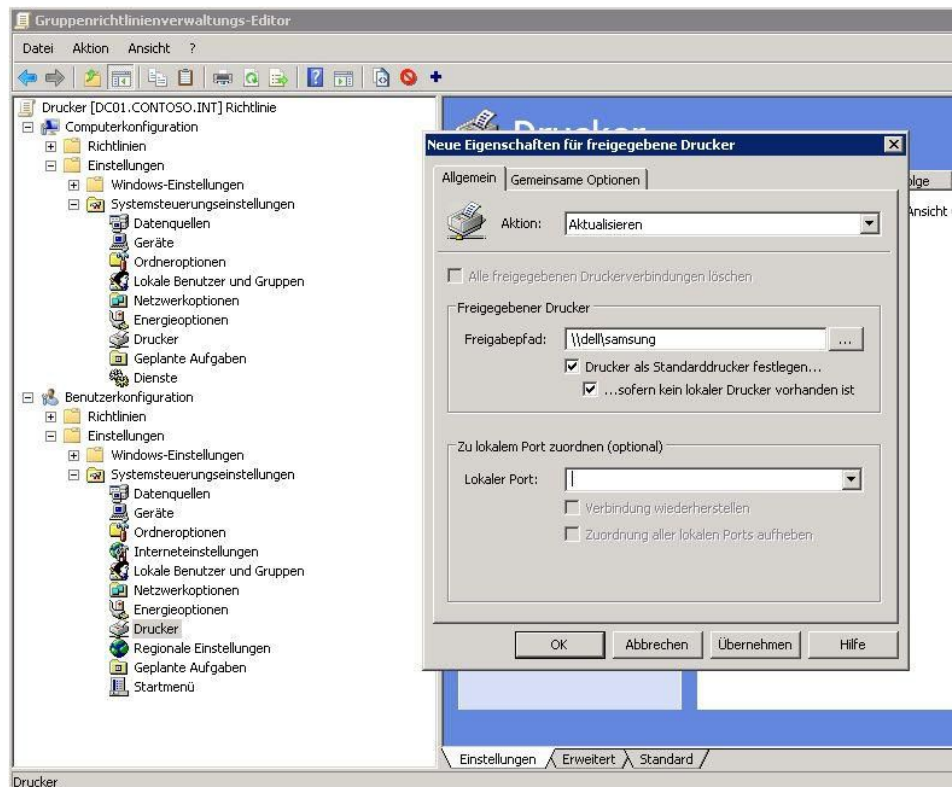 Gruppenrichtlinienverwaltungs-Editor
Datei Aktion Ansicht ?
Drucker [DC01.CONTOSO.INT] Richtlinie
Computerkonfiguration
Richtlinien
Einstellungen
Windows-Einstellungen
Systemsteuerungseinstellungen
Datenquellen
Geräte
Ordneroptionen
Lokale Benutzer und Gruppen
Netzwerkoptionen
Energieoptionen
Drucker
Geplante Aufgaben
Dienste
Benutzerkonfiguration
Richtlinien
Einstellungen
Windows-Einstellungen
Systemsteuerungseinstellungen
Datenquellen
Geräte
Ordneroptionen
Interneteinstellungen
Lokale Benutzer und Gruppen
Netzwerkoptionen
Energieoptionen
Drucker
Regionale Einstellungen
Geplante Aufgaben
Startmenü
Drucker
Neue Eigenschaften für freigegebene Drucker
Allgemein Gemeinsame Optionen
Aktion: Aktualisieren
Alle freigegebenen Druckerverbindungen löschen
Freigegebener Drucker
Freigabepfad: \\dell\samsung ...
Drucker als Standarddrucker festlegen...
...sofern kein lokaler Drucker vorhanden ist
Zu lokalem Port zuordnen (optional)
Lokaler Port:
Verbindung wiederherstellen
Zuordnung aller lokalen Ports aufheben
OK Abbrechen Übernehmen Hilfe
olge
Ansicht
Einstellungen Erweitert Standard
Drucker